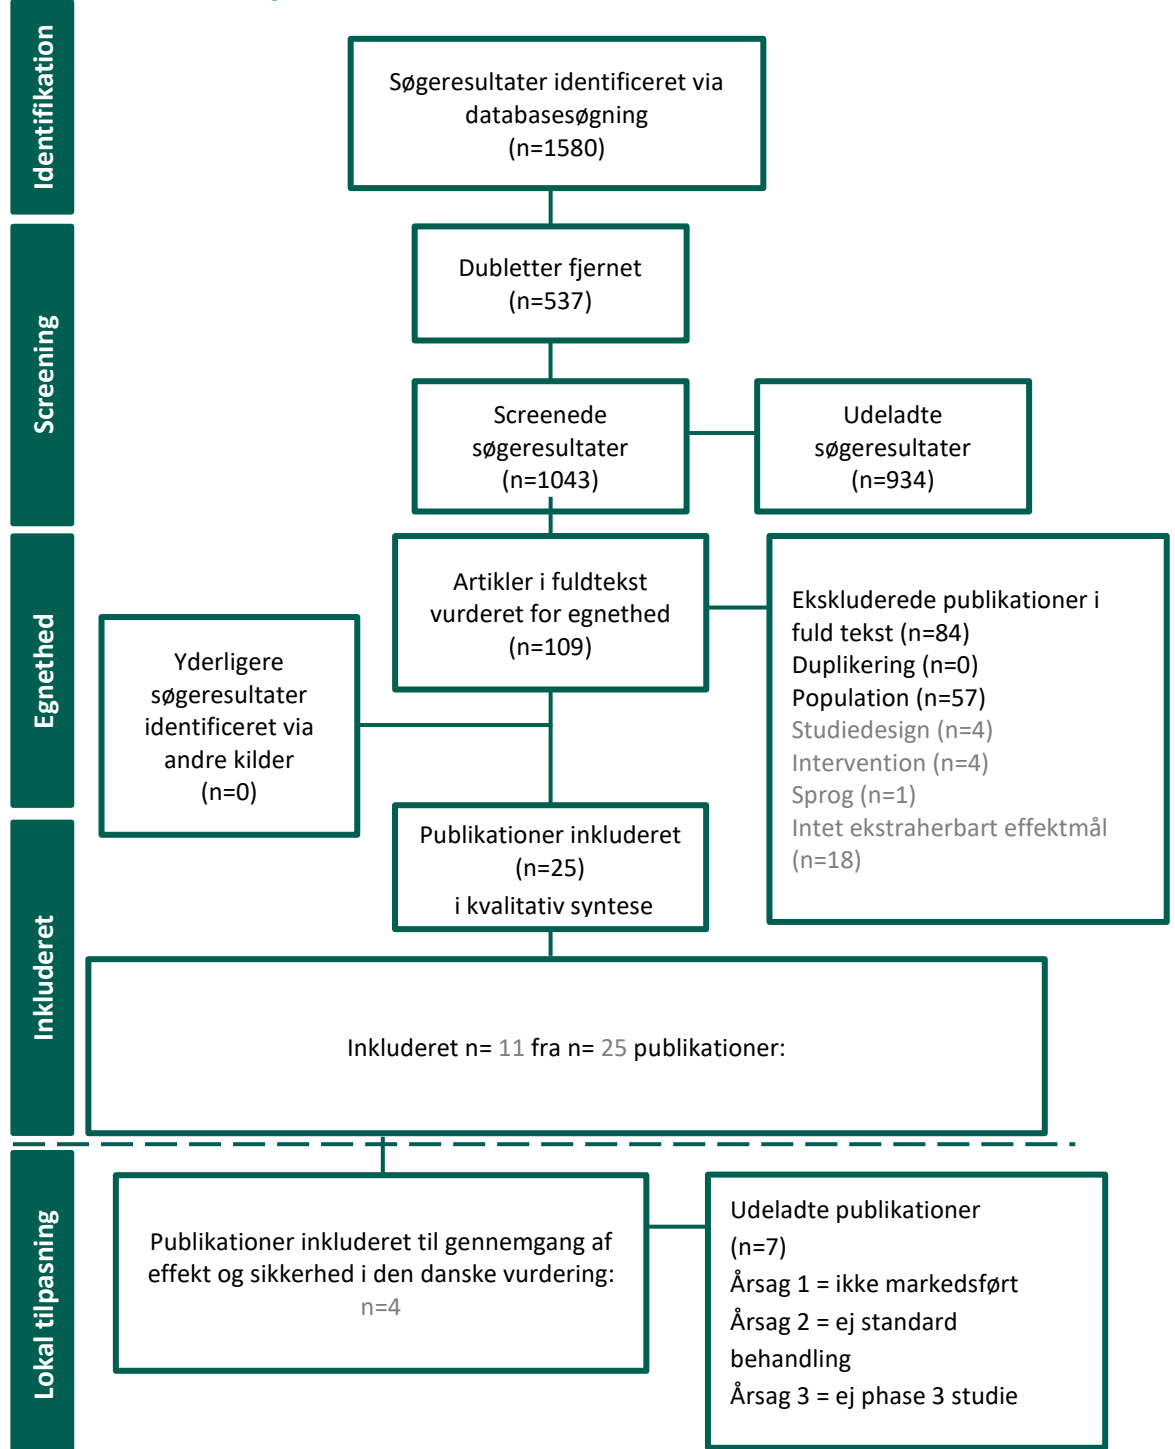 Identifikation
Søgeresultater identificeret via
databasesøgning
(n=1580)
Screening
Dubletter fjernet
(n=537)
Screenede
søgeresultater
(n=1043)
Udeladte
søgeresultater
(n=934)
Egnethed
Artikler i fuldtekst
vurderet for egnethed
(n=109)
Ekskluderede publikationer i
fuld tekst (n=84)
Duplikering (n=0)
Population (n=57)
Studiedesign (n=4)
Intervention (n=4)
Sprog (n=1)
Intet ekstraherbart effektmål
(n=18)
Yderligere
søgeresultater
identificeret via
andre kilder
(n=0)
Inkluderet
Publikationer inkluderet
(n=25)
i kvalitativ syntese
Inkluderet n= 11 fra n= 25 publikationer:
Lokal tilpasning
Publikationer inkluderet til gennemgang af
effekt og sikkerhed i den danske vurdering:
n=4
Udeladte publikationer
(n=7)
Årsag 1 = ikke markedsført
Årsag 2 = ej standard
behandling
Årsag 3 = ej phase 3 studie